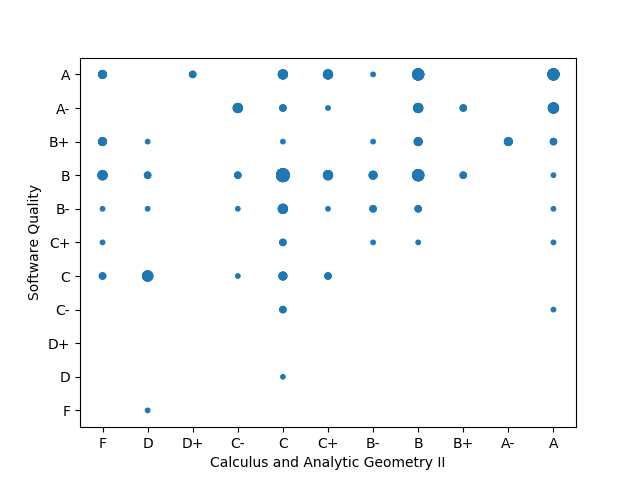 A
A-
B+
B
B-
C+
C
C-
D+
D
F
Software Quality
F D D+ C- C C+ B- B B+ A- A
Calculus and Analytic Geometry II